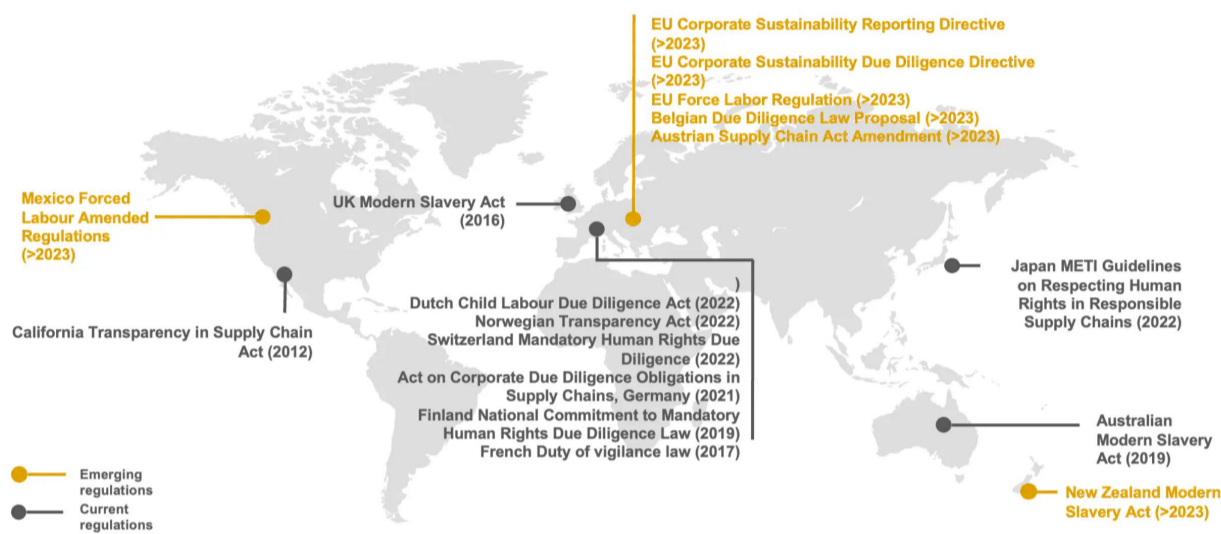 EU Corporate Sustainability Reporting Directive
(>2023)
EU Corporate Sustainability Due Diligence Directive
(>2023)
EU Force Labor Regulation (>2023)
Belgian Due Diligence Law Proposal (>2023)
Austrian Supply Chain Act Amendment (>2023)
Mexico Forced
Labour Amended
Regulations
(>2023)
UK Modern Slavery Act
(2016)
California Transparency in Supply Chain
Act (2012)
)
Dutch Child Labour Due Diligence Act (2022)
Norwegian Transparency Act (2022)
Switzerland Mandatory Human Rights Due
Diligence (2022)
Act on Corporate Due Diligence Obligations in
Supply Chains, Germany (2021)
Finland National Commitment to Mandatory
Human Rights Due Diligence Law (2019)
French Duty of vigilance law (2017)
Japan METI Guidelines
on Respecting Human
Rights in Responsible
Supply Chains (2022)
Australian
Modern Slavery
Act (2019)
New Zealand Modern
Slavery Act (>2023)
Emerging
regulations
Current
regulations